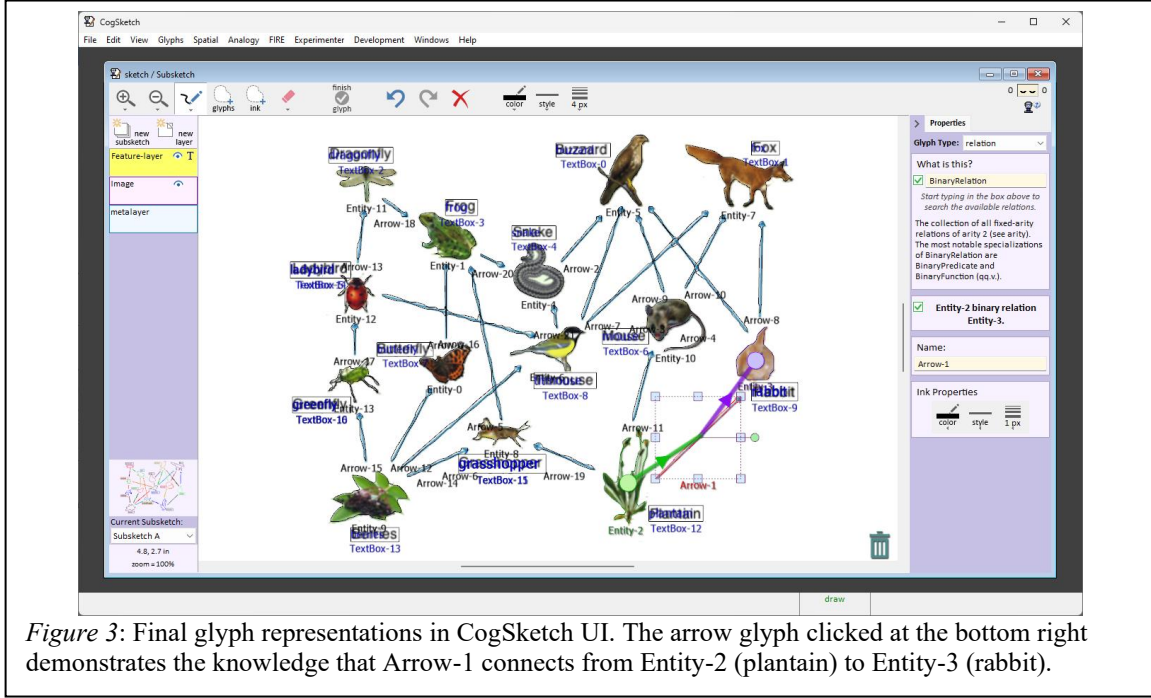 CogSketch
File Edit View Glyphs Spatial Analogy FIRE Experimenter Development Windows Help
sketch / Subsketch
glyphs
ink
finish
glyph
color
style
4 px
0
0
new
subsketch
new
layer
Feature-layer
T
Image
metalayer
Current Subsketch:
Subsketch A
4.8, 2.7 in
zoom = 100%
Dragonfly
TextBox-2
Entity-11
Arrow-18
Frog
TextBox-3
Entity-1
Arrow-20
Buzzard
TextBox-0
Entity-5
Fox
TextBox-1
Entity-7
Snake
TextBox-4
Entity-4
Arrow-2
Arrow-13
ladybird
Entity-12
Arrow-9
Arrow-10
Arrow-7
Arrow-8
Mouse
TextBox-6
Arrow-4
Entity-10
Butterfly
Arrow-16
Entity-0
Arrow-17
Entity-13
greenfly
TextBox-8
Rabbit
TextBox-9
Arrow-5
Entity-8
grasshopper
Arrow-11
Arrow-15
Arrow-12
Arrow-14
Arrow-6
Arrow-19
Arrow-1
Entity-9
Berries
TextBox-13
Entity-2
Plantain
TextBox-12
Properties
Glyph Type:
relation
What is this?
BinaryRelation
Start typing in the box above to
search the available relations.
The collection of all fixed-arity
relations of arity 2 (see arity).
The most notable specializations
of BinaryRelation are
BinaryPredicate and
BinaryFunction (qq.v.).
Entity-2 binary relation
Entity-3.
Name:
Arrow-1
Ink Properties
color
style
1 px
draw
Figure 3: Final glyph representations in CogSketch UI. The arrow glyph clicked at the bottom right
demonstrates the knowledge that Arrow-1 connects from Entity-2 (plantain) to Entity-3 (rabbit).